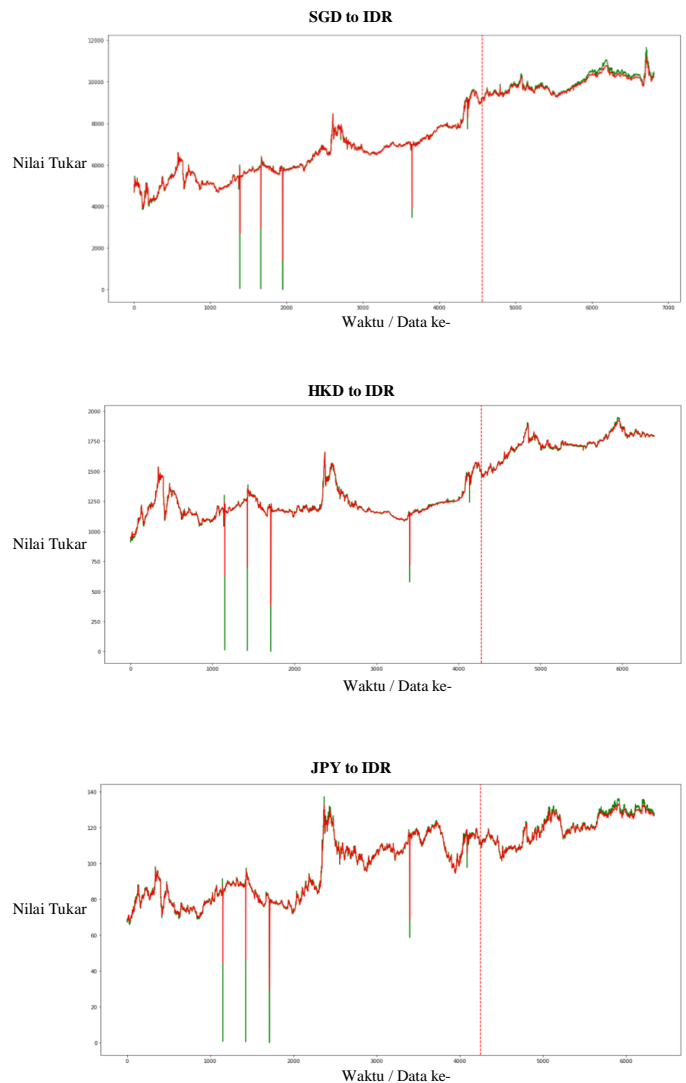 SGD to IDR
12000
10000
8000
6000
4000
2000
0
Nilai Tukar
0 1000 2000 3000 4000 5000 6000 7000
Waktu / Data ke-
HKD to IDR
2000
1750
1500
1250
1000
750
500
250
0
Nilai Tukar
0 1000 2000 3000 4000 5000 6000
Waktu / Data ke-
JPY to IDR
140
120
100
80
60
40
20
0
Nilai Tukar
0 1000 2000 3000 4000 5000 6000
Waktu / Data ke-